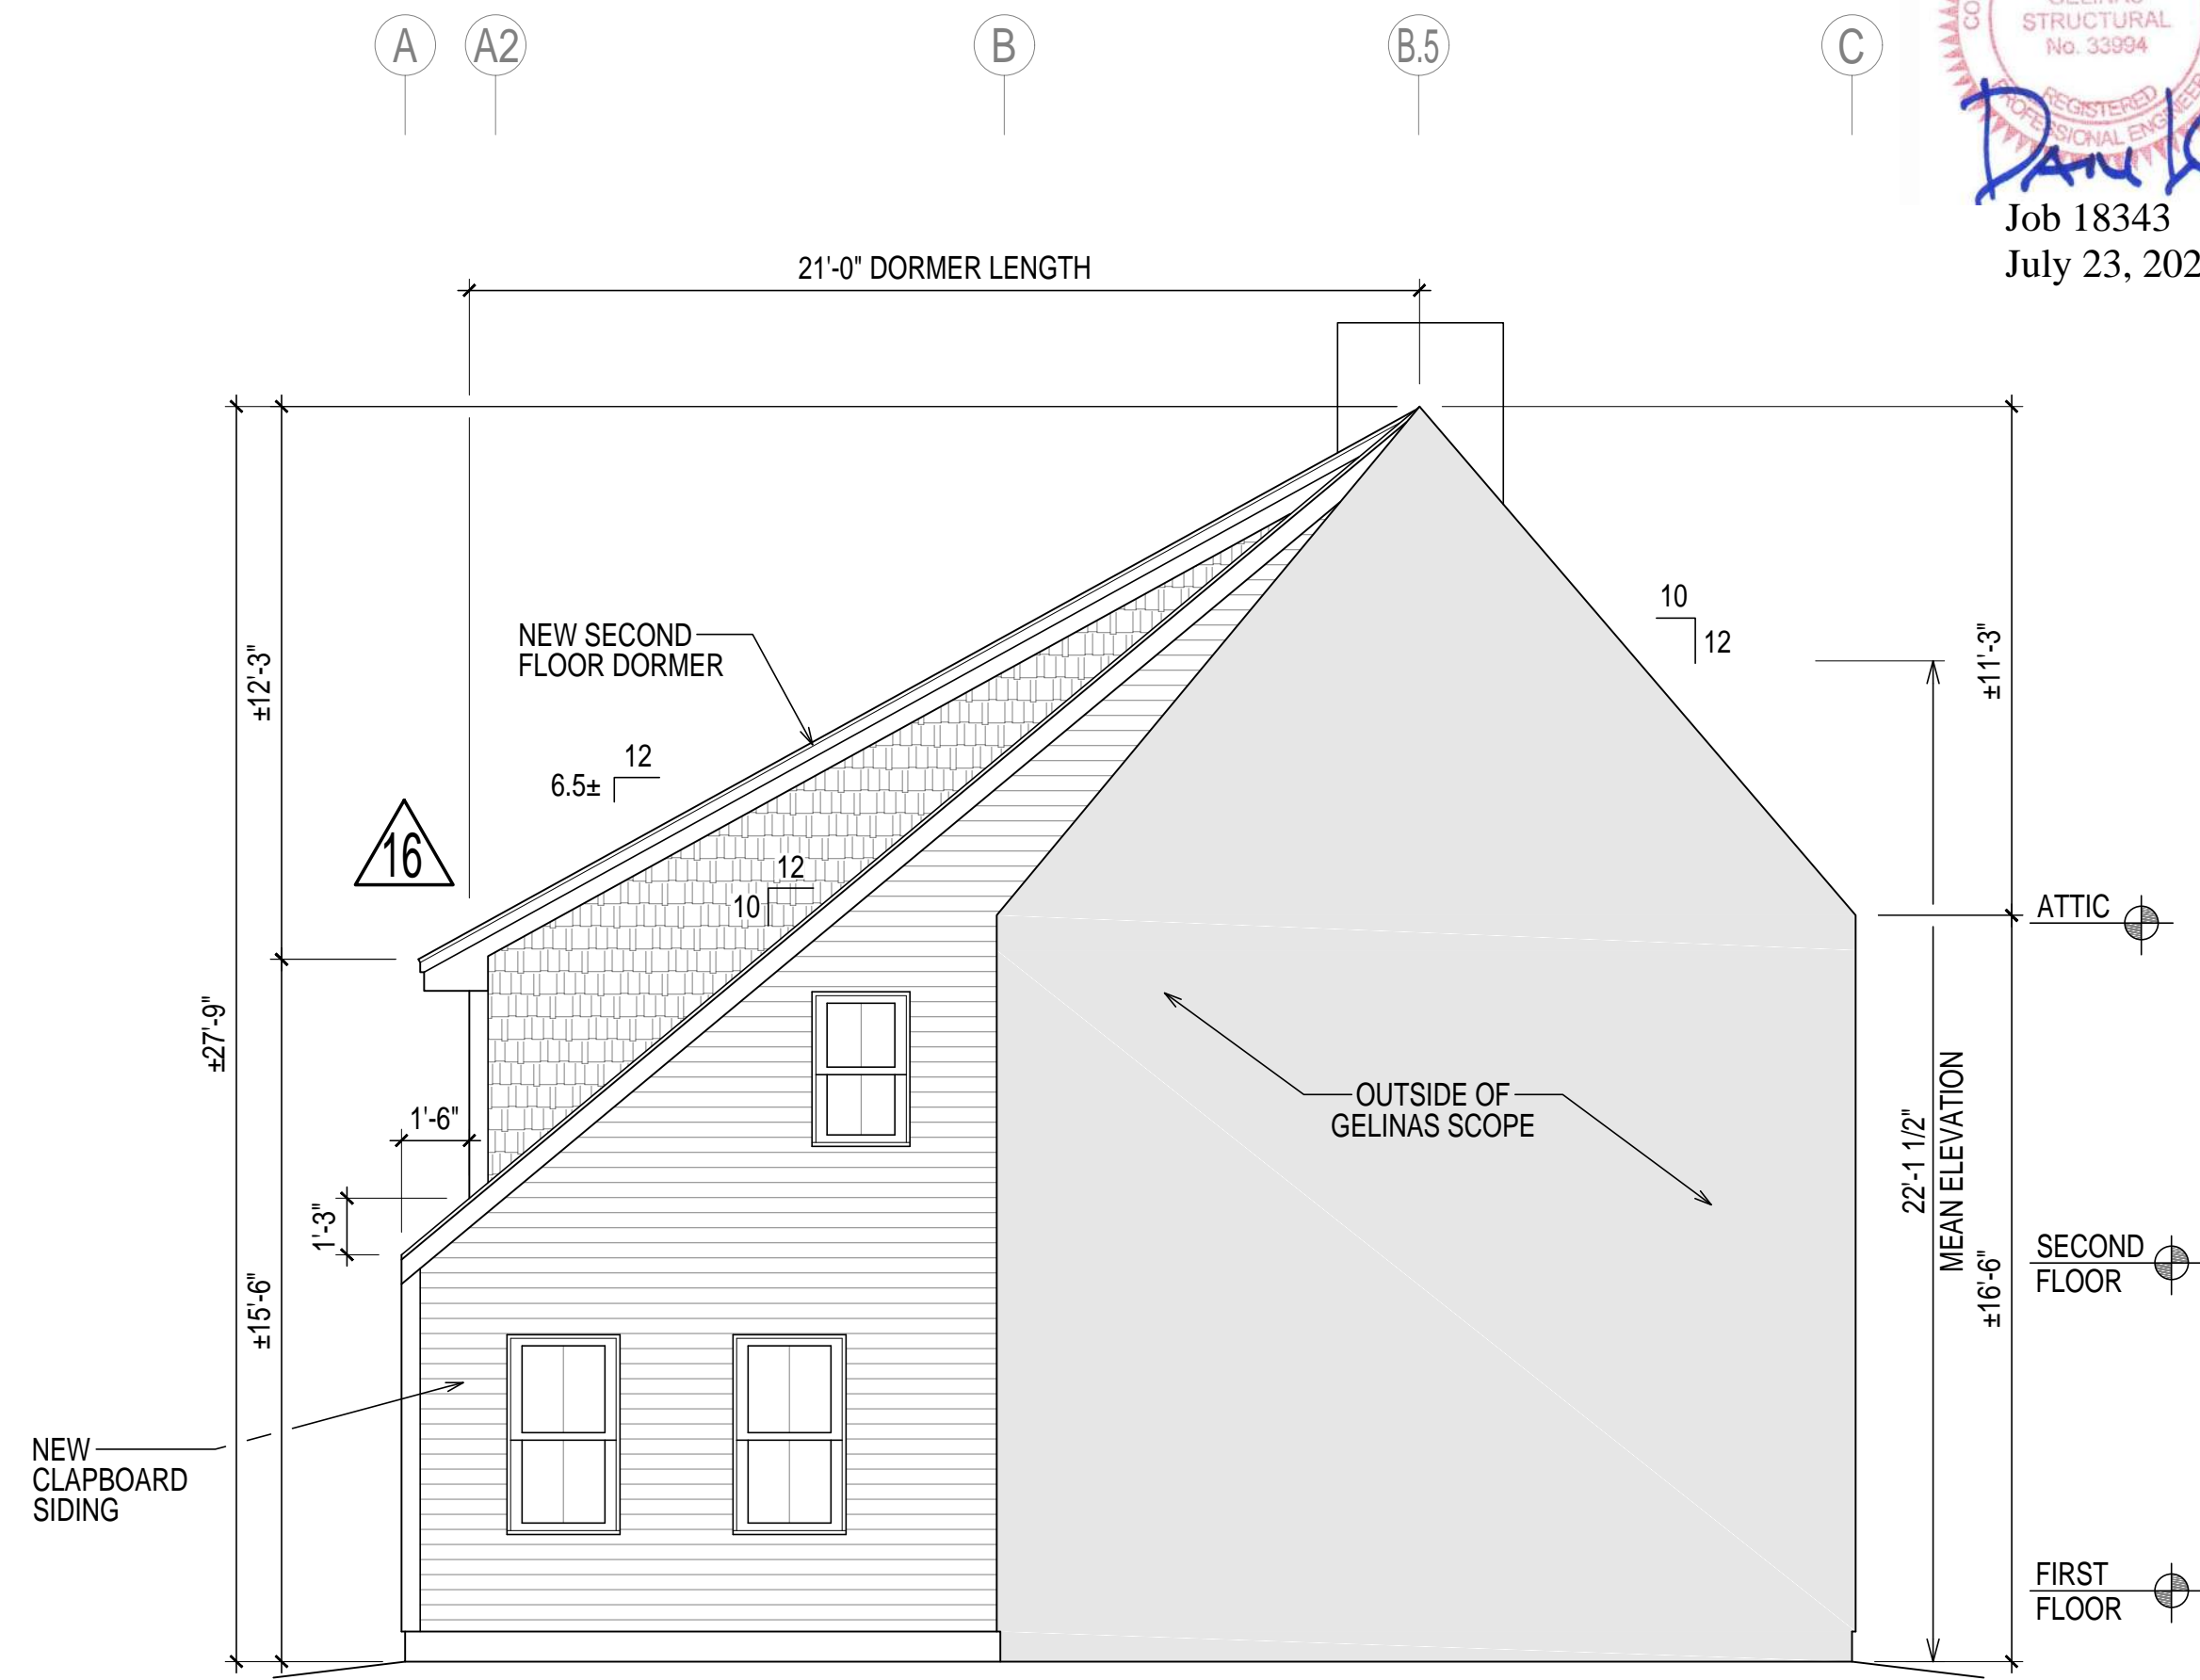 A
A2
B
B.5
C
STRUCTURAL
No. 33994
REGISTERED
PROFESSIONAL ENGINEER
Job 18343
July 23, 202
21'-0" DORMER LENGTH
NEW SECOND
FLOOR DORMER
10
12
±12'-3"
±11'-3"
12
6.5±
16
12
10
ATTIC
±27'-9"
1'-6"
OUTSIDE OF
GELINAS SCOPE
22'-1 1/2"
MEAN ELEVATION
1'-3"
SECOND
FLOOR
±15'-6"
±16'-6"
NEW
CLAPBOARD
SIDING
FIRST
FLOOR